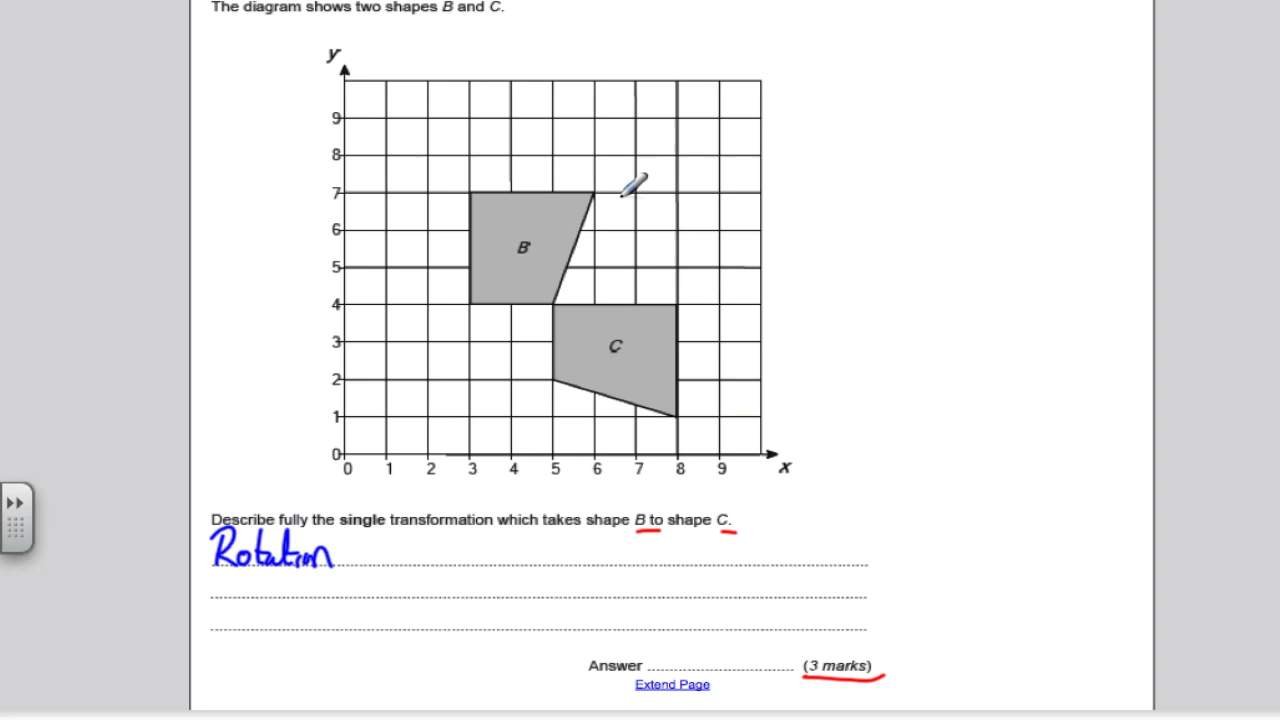 The diagram shows two shapes B and C.
y
9
8
7
6
5
4
3
2
1
0
B
C
0 1 2 3 4 5 6 7 8 9 x
Describe fully the single transformation which takes shape B to shape C.
Rotation
Answer (3 marks)
Extend Page